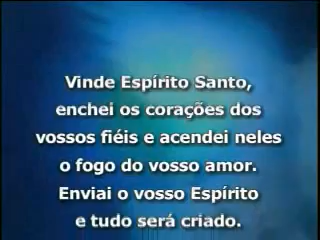 Vinde Espírito Santo,
enchei os corações dos
vossos fiéis e acendei neles
o fogo do vosso amor.
Enviai o vosso Espírito
e tudo será criado.